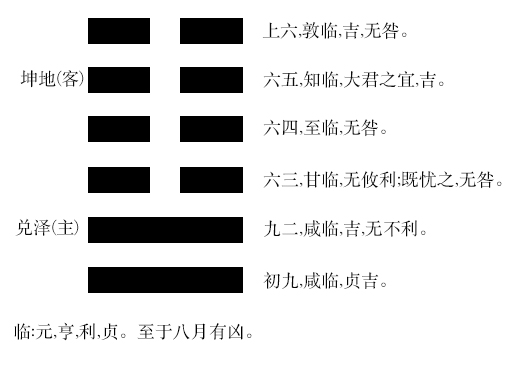 上六,敦临,吉,无咎。
坤地(客)
六五,知临,大君之宜,吉。
六四,至临,无咎。
六三,甘临,无攸利;既忧之,无咎。
兑泽(主)
九二,咸临,吉,无不利。
初九,咸临,贞吉。
临:元,亨,利,贞。至于八月有凶。